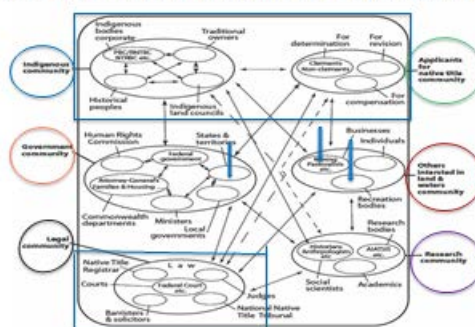 Indigenous
bodies
corporate
Traditional
owners
PBC/RNTBC
NTRBC etc.
Historical
peoples
Indigenous
land councils
Indigenous
community
For
determination
For
revision
Claimants
Non-claimants
For
compensation
Applicants
for
native title
community
Government
community
Human Rights
Commission
Federal
government
States &
territories
Attorney-General's
Families & Housing
Commonwealth
departments
Ministers
Local
governments
Businesses
Individuals
Pastoralists
etc.
Recreation
bodies
Others
land
& waters
community
Legal
community
Native Title
Registrar
Law
Courts
Federal Court
etc.
Judges
Barristers
& solicitors
National Native
Title Tribunal
Research
bodies
Historians
Anthropologists
etc.
AIATSIS
etc.
Social
scientists
Academics
Research
community